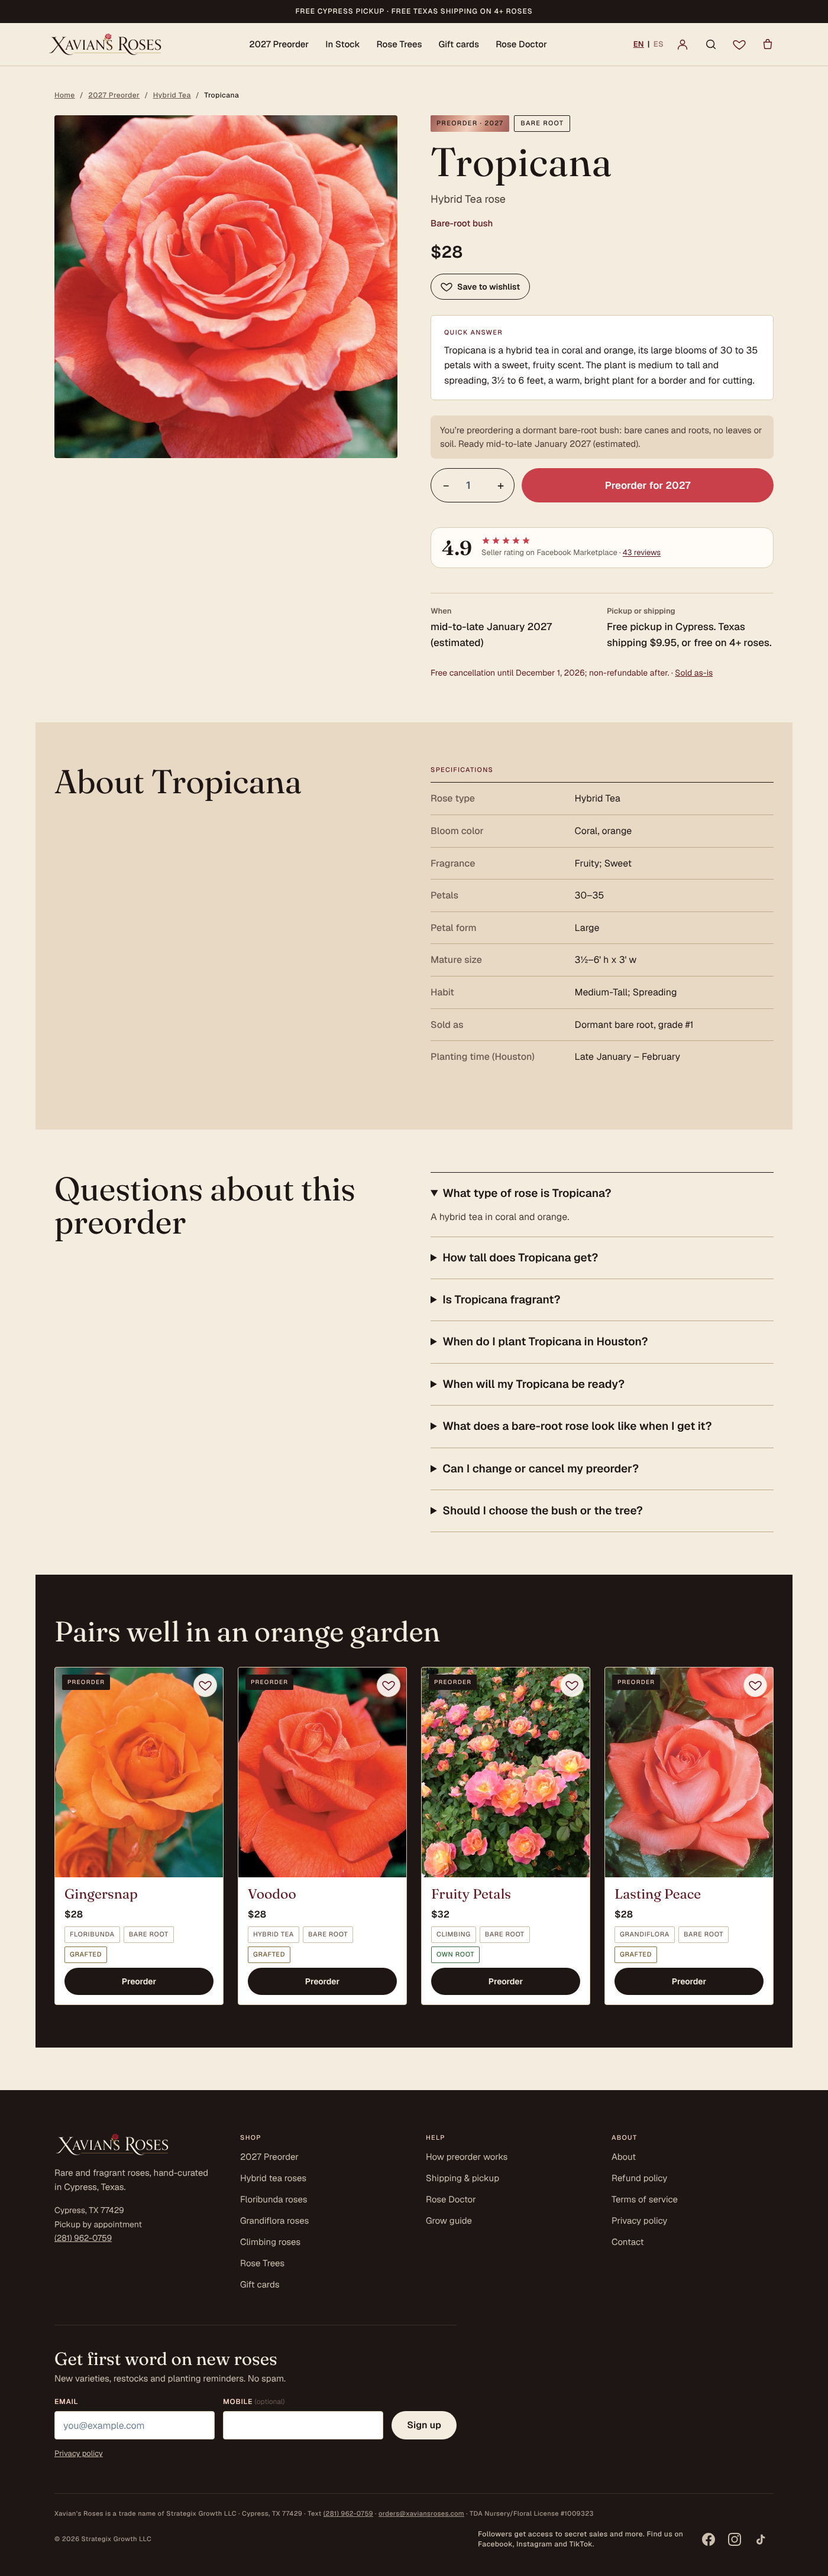 FREE CYPRESS PICKUP · FREE TEXAS SHIPPING ON 4+ ROSES
XAVIAN'S ROSES
2027 Preorder
In Stock
Rose Trees
Gift cards
Rose Doctor
EN | ES
Home / 2027 Preorder / Hybrid Tea / Tropicana
PREORDER · 2027
BARE ROOT
Tropicana
Hybrid Tea rose
Bare-root bush
$28
Save to wishlist
QUICK ANSWER
Tropicana is a hybrid tea in coral and orange, its large blooms of 30 to 35
petals with a sweet, fruity scent. The plant is medium to tall and
spreading, 3½ to 6 feet, a warm, bright plant for a border and for cutting.
You're preordering a dormant bare-root bush: bare canes and roots, no leaves or
soil. Ready mid-to-late January 2027 (estimated).
− 1 +
Preorder for 2027
4.9
★★★★★
Seller rating on Facebook Marketplace · 43 reviews
When
mid-to-late January 2027
(estimated)
Pickup or shipping
Free pickup in Cypress. Texas
shipping $9.95, or free on 4+ roses.
Free cancellation until December 1, 2026; non-refundable after. · Sold as-is
About Tropicana
SPECIFICATIONS
Rose type Hybrid Tea
Bloom color Coral, orange
Fragrance Fruity; Sweet
Petals 30–35
Petal form Large
Mature size 3½–6' h x 3' w
Habit Medium-Tall; Spreading
Sold as Dormant bare root, grade #1
Planting time (Houston) Late January – February
Questions about this
preorder
▼ What type of rose is Tropicana?
A hybrid tea in coral and orange.
▶ How tall does Tropicana get?
▶ Is Tropicana fragrant?
▶ When do I plant Tropicana in Houston?
▶ When will my Tropicana be ready?
▶ What does a bare-root rose look like when I get it?
▶ Can I change or cancel my preorder?
▶ Should I choose the bush or the tree?
Pairs well in an orange garden
PREORDER
Gingersnap
$28
FLORIBUNDA
BARE ROOT
GRAFTED
Preorder
PREORDER
Voodoo
$28
HYBRID TEA
BARE ROOT
GRAFTED
Preorder
PREORDER
Fruity Petals
$32
CLIMBING
BARE ROOT
OWN ROOT
Preorder
PREORDER
Lasting Peace
$28
GRANDIFLORA
BARE ROOT
GRAFTED
Preorder
XAVIAN'S ROSES
Rare and fragrant roses, hand-curated
in Cypress, Texas.
Cypress, TX 77429
Pickup by appointment
(281) 962-0759
SHOP
2027 Preorder
Hybrid tea roses
Floribunda roses
Grandiflora roses
Climbing roses
Rose Trees
Gift cards
HELP
How preorder works
Shipping & pickup
Rose Doctor
Grow guide
ABOUT
About
Refund policy
Terms of service
Privacy policy
Contact
Get first word on new roses
New varieties, restocks and planting reminders. No spam.
EMAIL
you@example.com
MOBILE (optional)
Sign up
Privacy policy
Xavian's Roses is a trade name of Strategix Growth LLC · Cypress, TX 77429 · Text (281) 962-0759 · orders@xaviansroses.com · TDA Nursery/Floral License #1009323
© 2026 Strategix Growth LLC
Followers get access to secret sales and more. Find us on
Facebook, Instagram and TikTok.